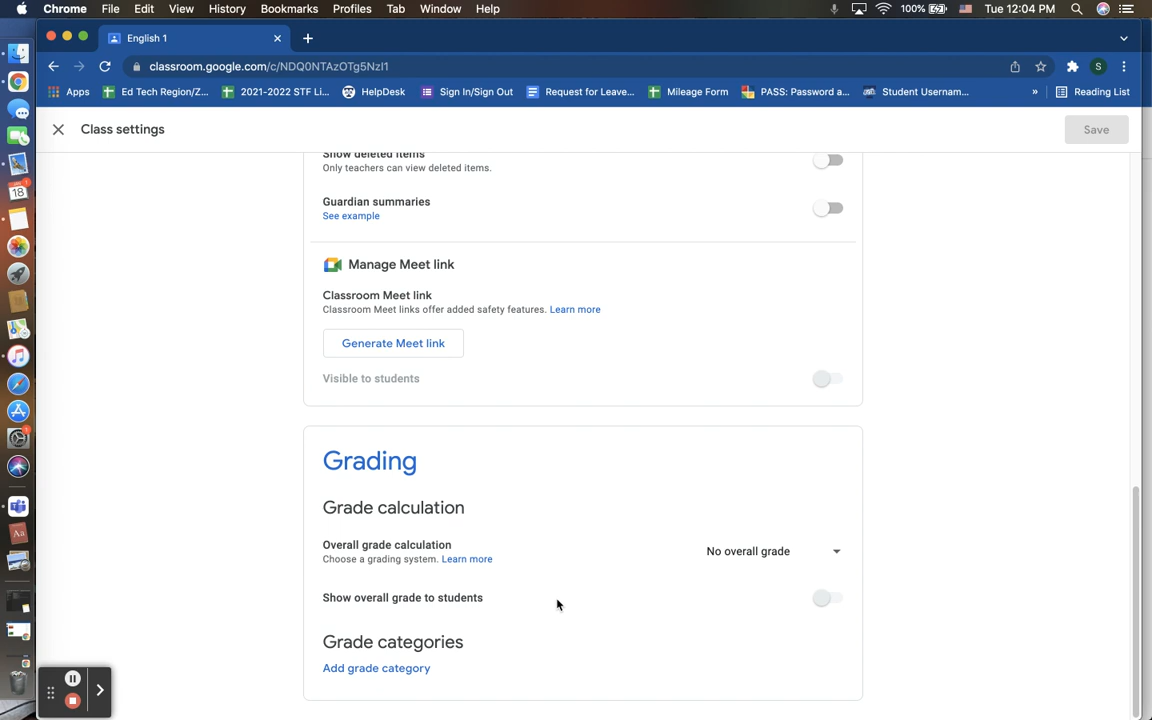 Chrome File Edit View History Bookmarks Profiles Tab Window Help 100% Tue 12:04 PM
English 1
classroom.google.com/c/NDQ0NTAzOTg5NzI1 S
Apps Ed Tech Region/Z... 2021-2022 STF Li... HelpDesk Sign In/Sign Out Request for Leave... Mileage Form PASS: Password a... Student Usernam... » Reading List
Class settings Save
Show deleted items
Only teachers can view deleted items.
Guardian summaries
See example
Manage Meet link
Classroom Meet link
Classroom Meet links offer added safety features. Learn more
Generate Meet link
Visible to students
Grading
Grade calculation
Overall grade calculation
Choose a grading system. Learn more
No overall grade
Show overall grade to students
Grade categories
Add grade category
18
Aa